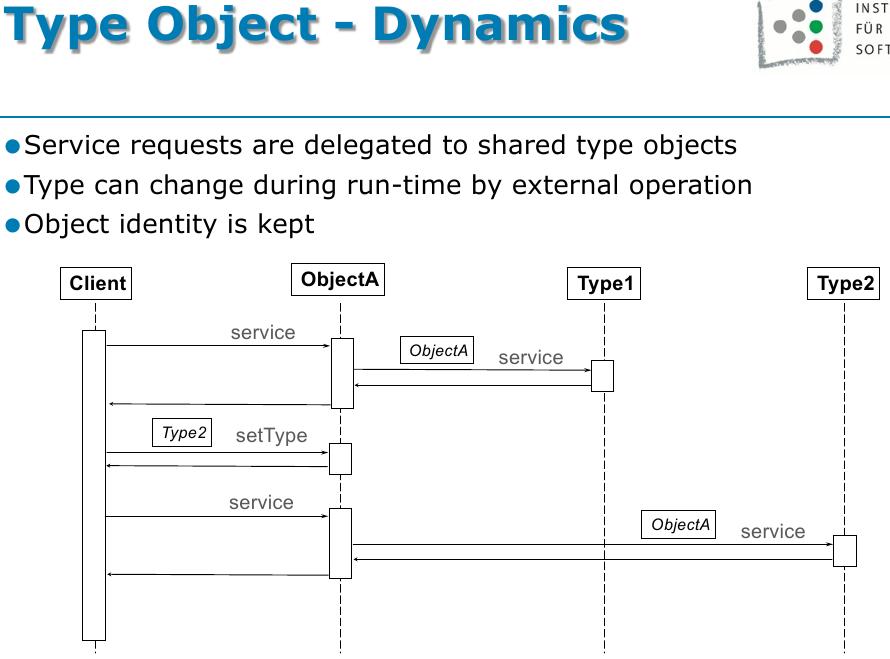 Type Object - Dynamics
INST
FÜR
SOFT
Service requests are delegated to shared type objects
Type can change during run-time by external operation
Object identity is kept
Client
ObjectA
Type1
Type2
service
ObjectA
service
Type2
setType
service
ObjectA
service